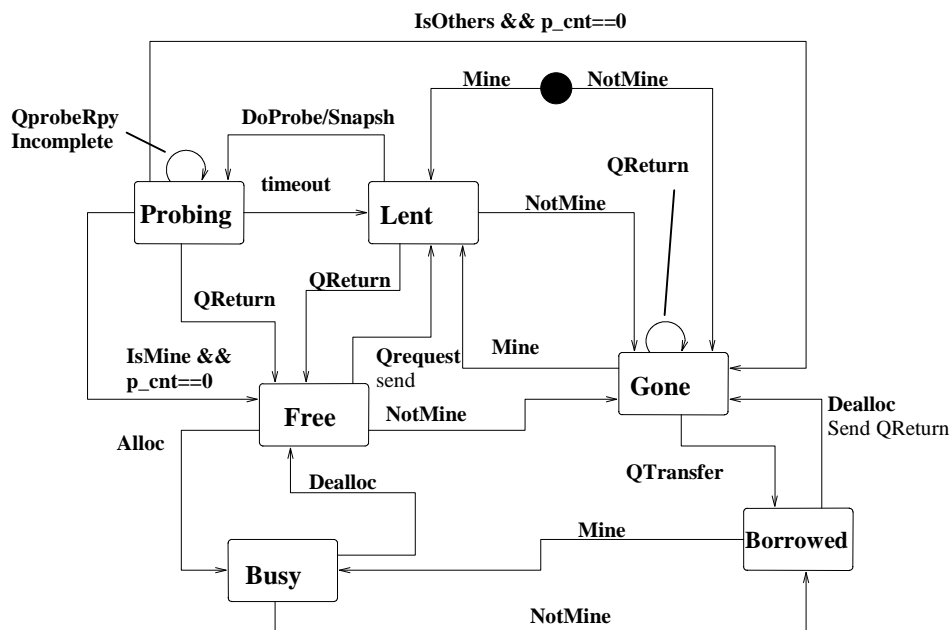 IsOthers && p_cnt==0
Mine
NotMine
QprobeRpy
Incomplete
DoProbe/Snapsh
timeout
QReturn
Probing
Lent
NotMine
QReturn
QReturn
IsMine &&
p_cnt==0
Qrequest
send
Mine
Gone
Free
NotMine
Dealloc
Send QReturn
Alloc
QTransfer
Dealloc
Mine
Borrowed
Busy
NotMine